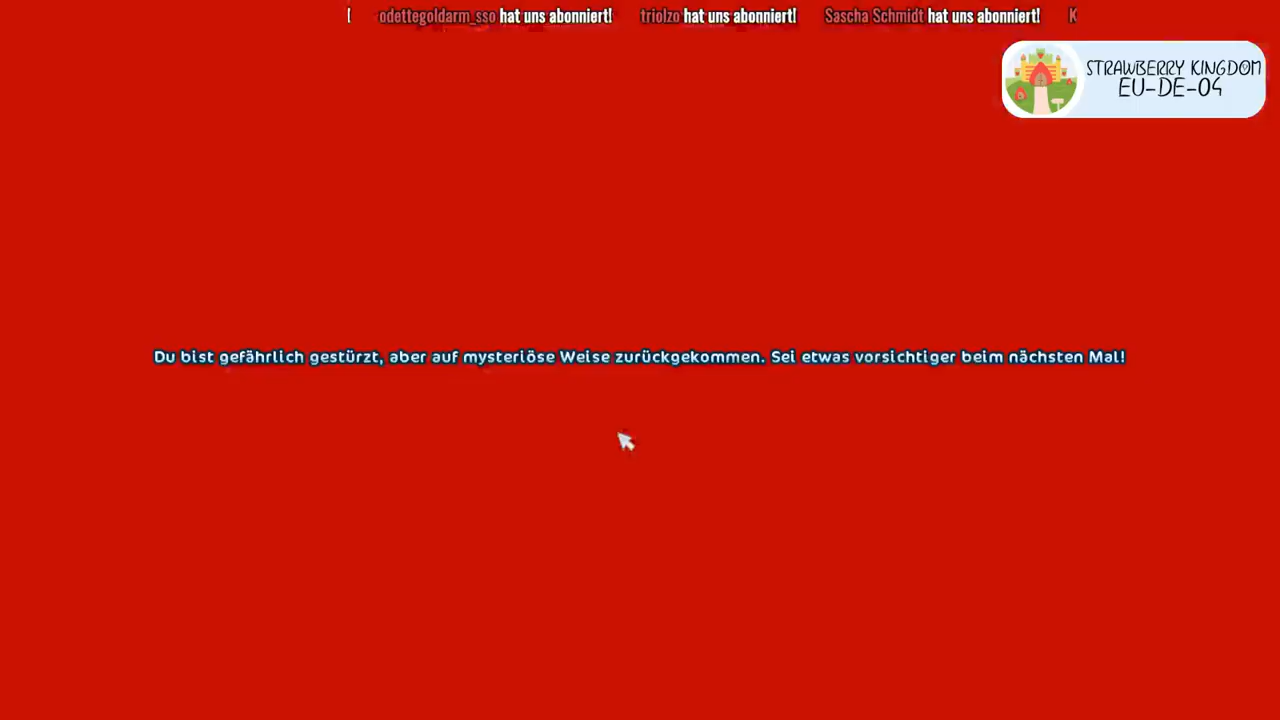 odettegoldarm_sso hat uns abonniert! triolzo hat uns abonniert! Sascha Schmidt hat uns abonniert! K
STRAWBERRY KINGDOM
EU-DE-04
Du bist gefährlich gestürzt, aber auf mysteriöse Weise zurückgekommen. Sei etwas vorsichtiger beim nächsten Mal!